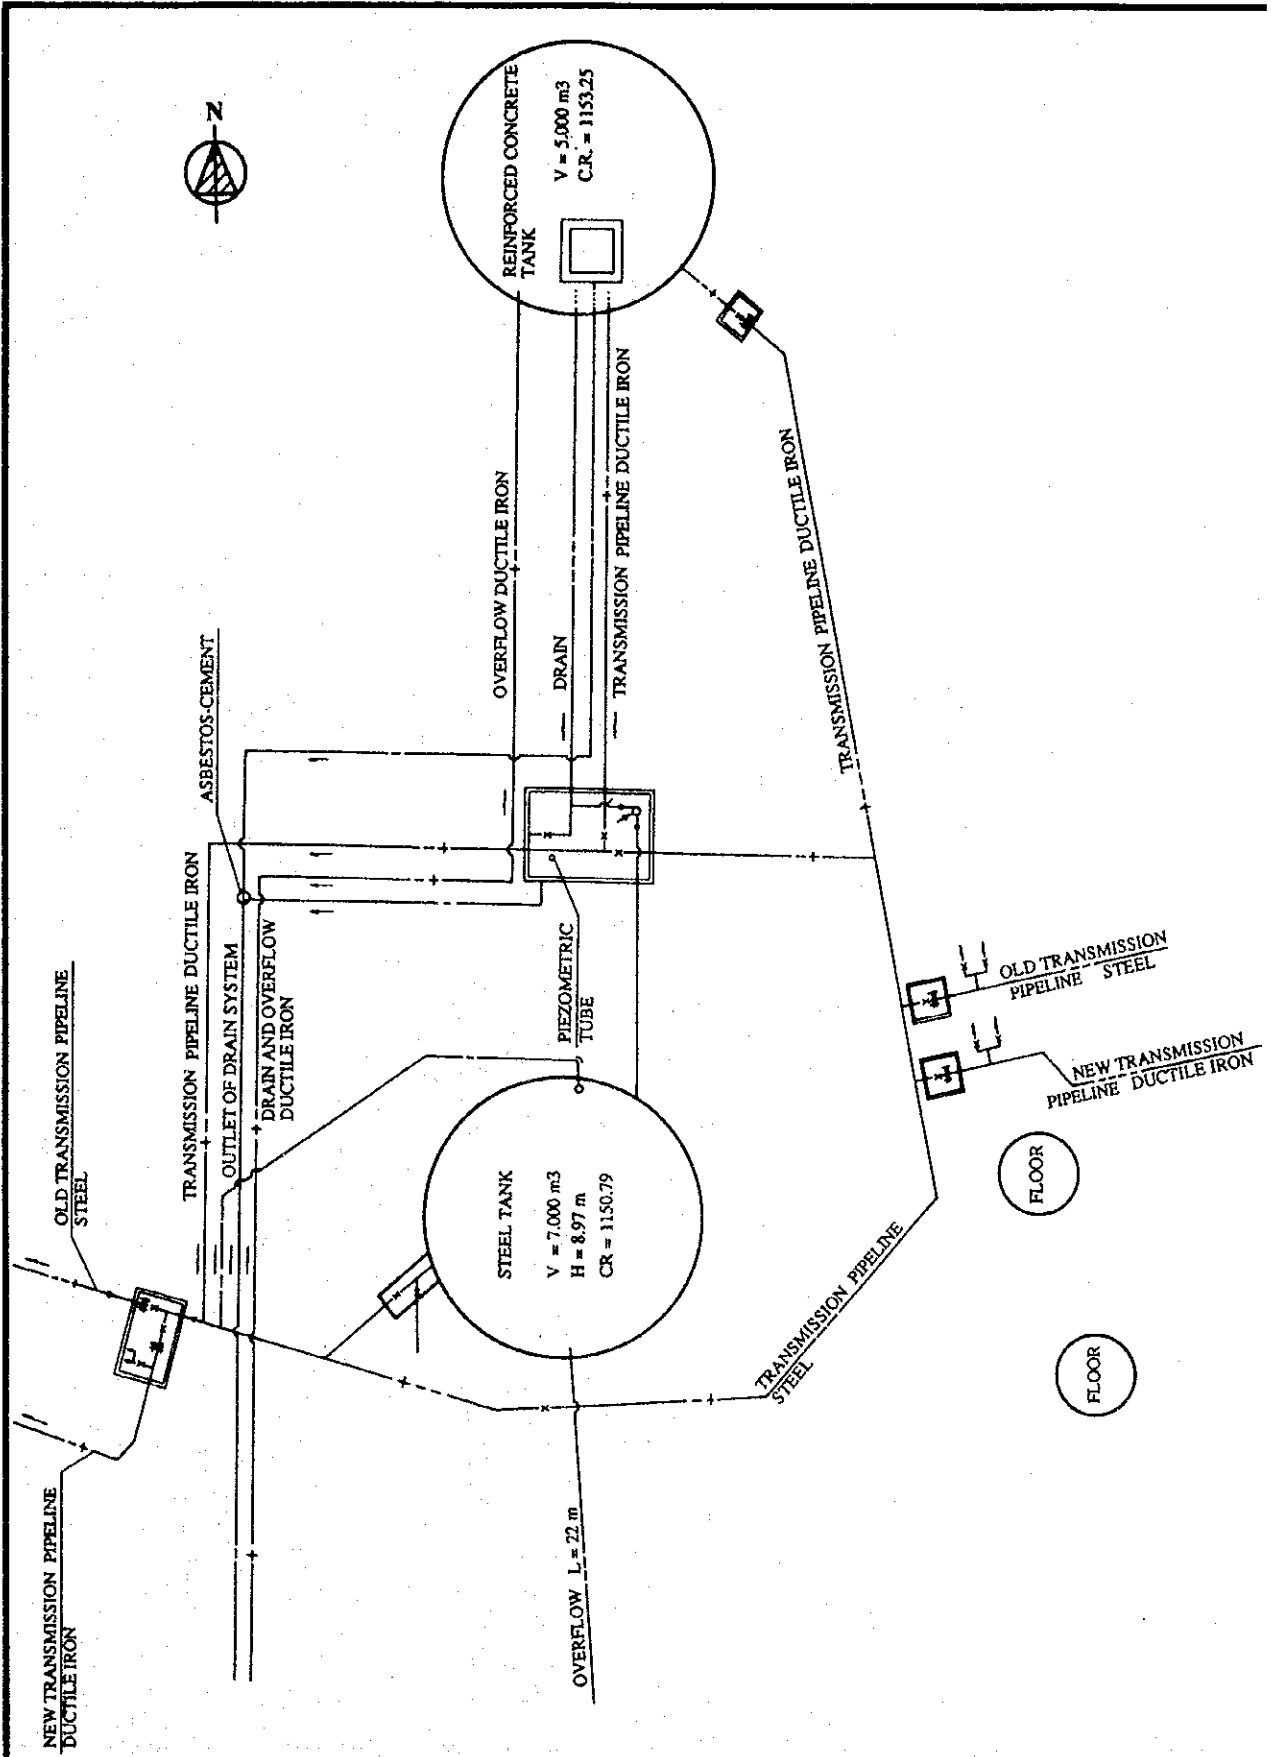 N
REINFORCED CONCRETE
TANK
V = 5.000 m3
C.R. = 1153.25
OVERFLOW DUCTILE IRON
DRAIN
TRANSMISSION PIPELINE DUCTILE IRON
TRANSMISSION PIPELINE DUCTILE IRON
ASBESTOS-CEMENT
TRANSMISSION PIPELINE DUCTILE IRON
OUTLET OF DRAIN SYSTEM
DRAIN AND OVERFLOW
DUCTILE IRON
PIEZOMETRIC
TUBE
OLD TRANSMISSION PIPELINE
STEEL
OLD TRANSMISSION
PIPELINE STEEL
NEW TRANSMISSION
PIPELINE DUCTILE IRON
STEEL TANK
V = 7.000 m3
H = 8.97 m
CR = 1150.79
FLOOR
FLOOR
TRANSMISSION PIPELINE
STEEL
OVERFLOW L = 22 m
NEW TRANSMISSION PIPELINE
DUCTILE IRON